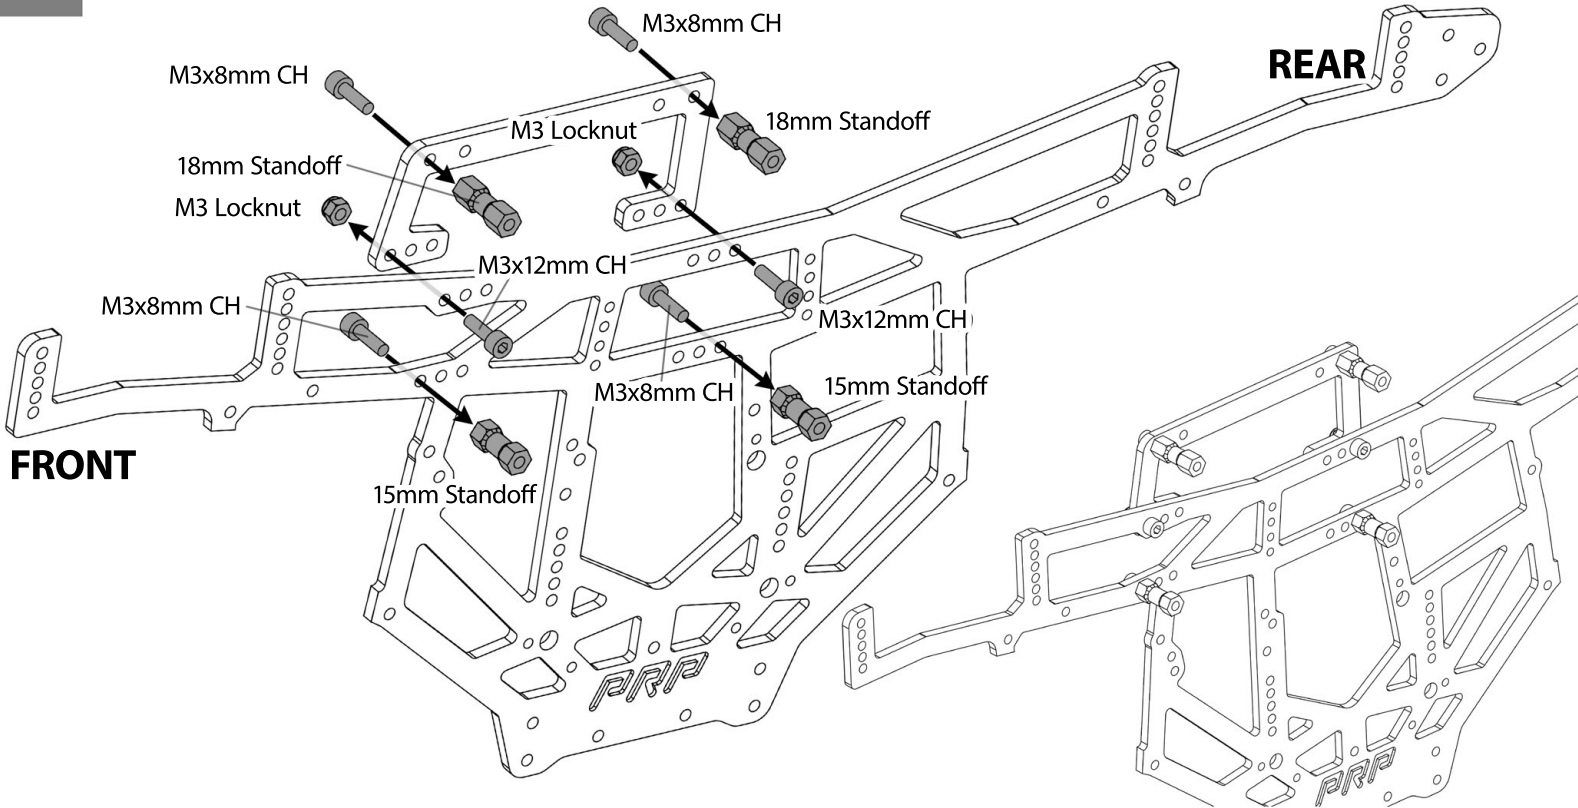 M3x8mm CH
M3x8mm CH
REAR
18mm Standoff
M3 Locknut
18mm Standoff
M3 Locknut
M3x12mm CH
M3x8mm CH
M3x12mm CH
M3x8mm CH
15mm Standoff
FRONT
15mm Standoff
PRP
PRP